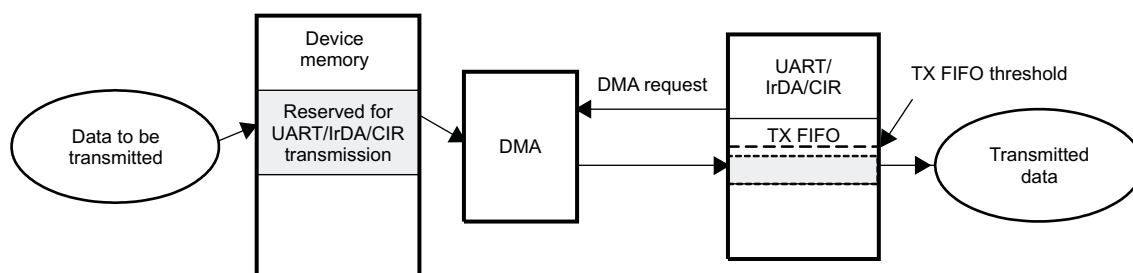 Data to be
transmitted
Device
memory
Reserved for
UART/IrDA/CIR
transmission
DMA
DMA request
UART/
IrDA/CIR
TX FIFO
TX FIFO threshold
Transmitted
data